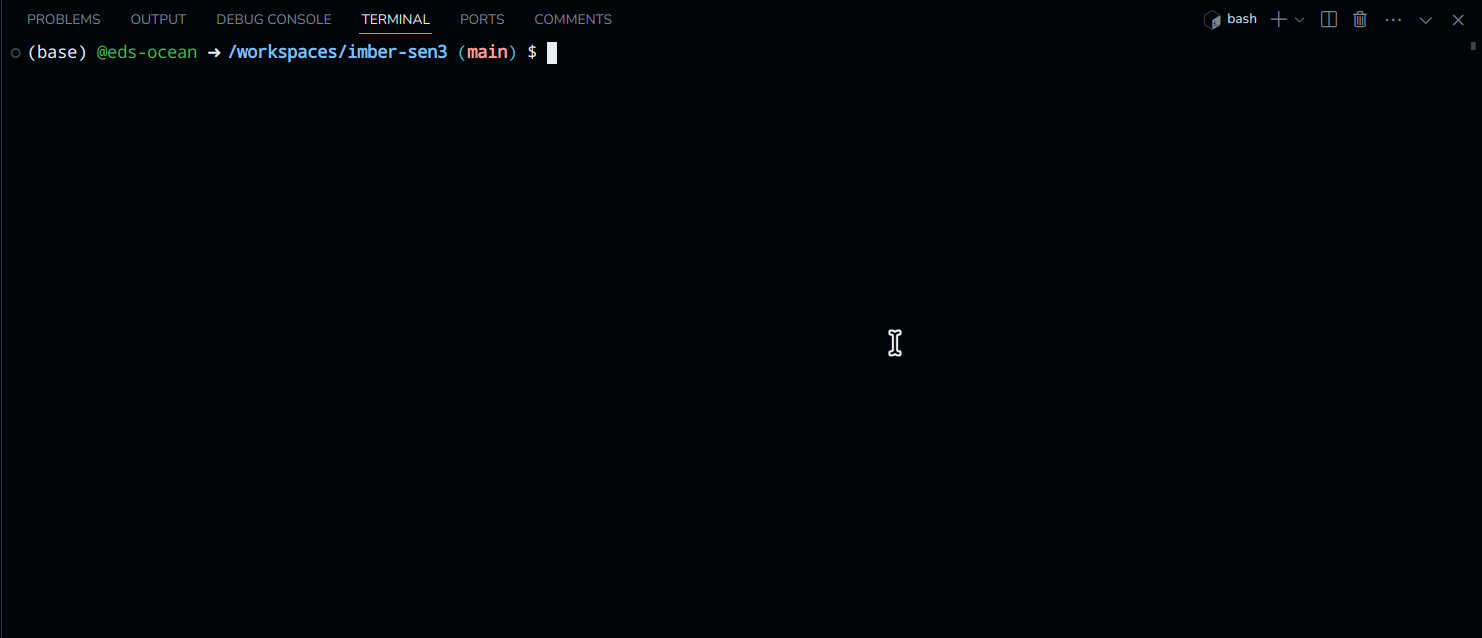 PROBLEMS OUTPUT DEBUG CONSOLE TERMINAL PORTS COMMENTS bash
(base) @eds-ocean ➜ /workspaces/imber-sen3 (main) $